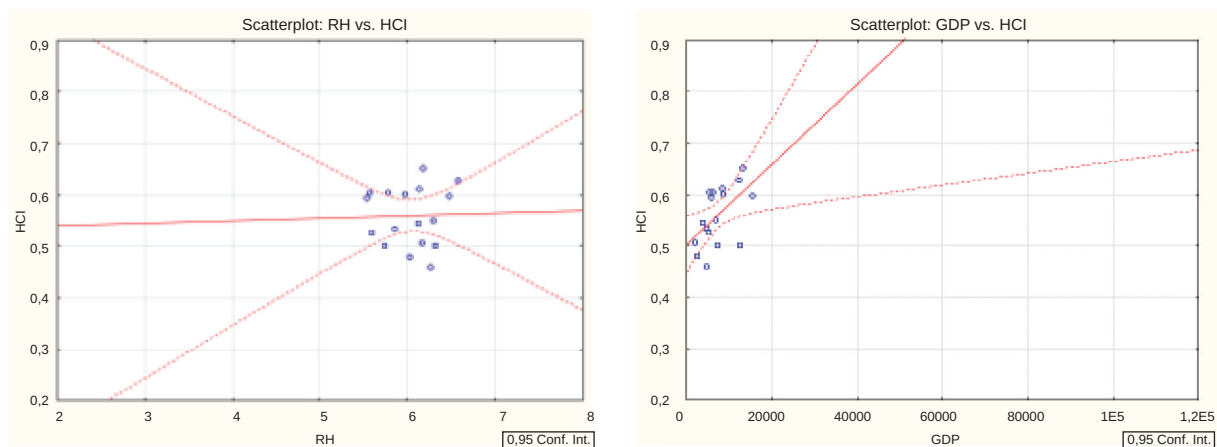 Scatterplot: RH vs. HCI
0,9
0,8
0,7
0,6
0,5
0,4
0,3
0,2
HCI
2 3 4 5 6 7 8
RH
0,95 Conf. Int.
Scatterplot: GDP vs. HCI
0,9
0,8
0,7
0,6
0,5
0,4
0,3
0,2
HCI
0 20000 40000 60000 80000 1E5 1,2E5
GDP
0,95 Conf. Int.